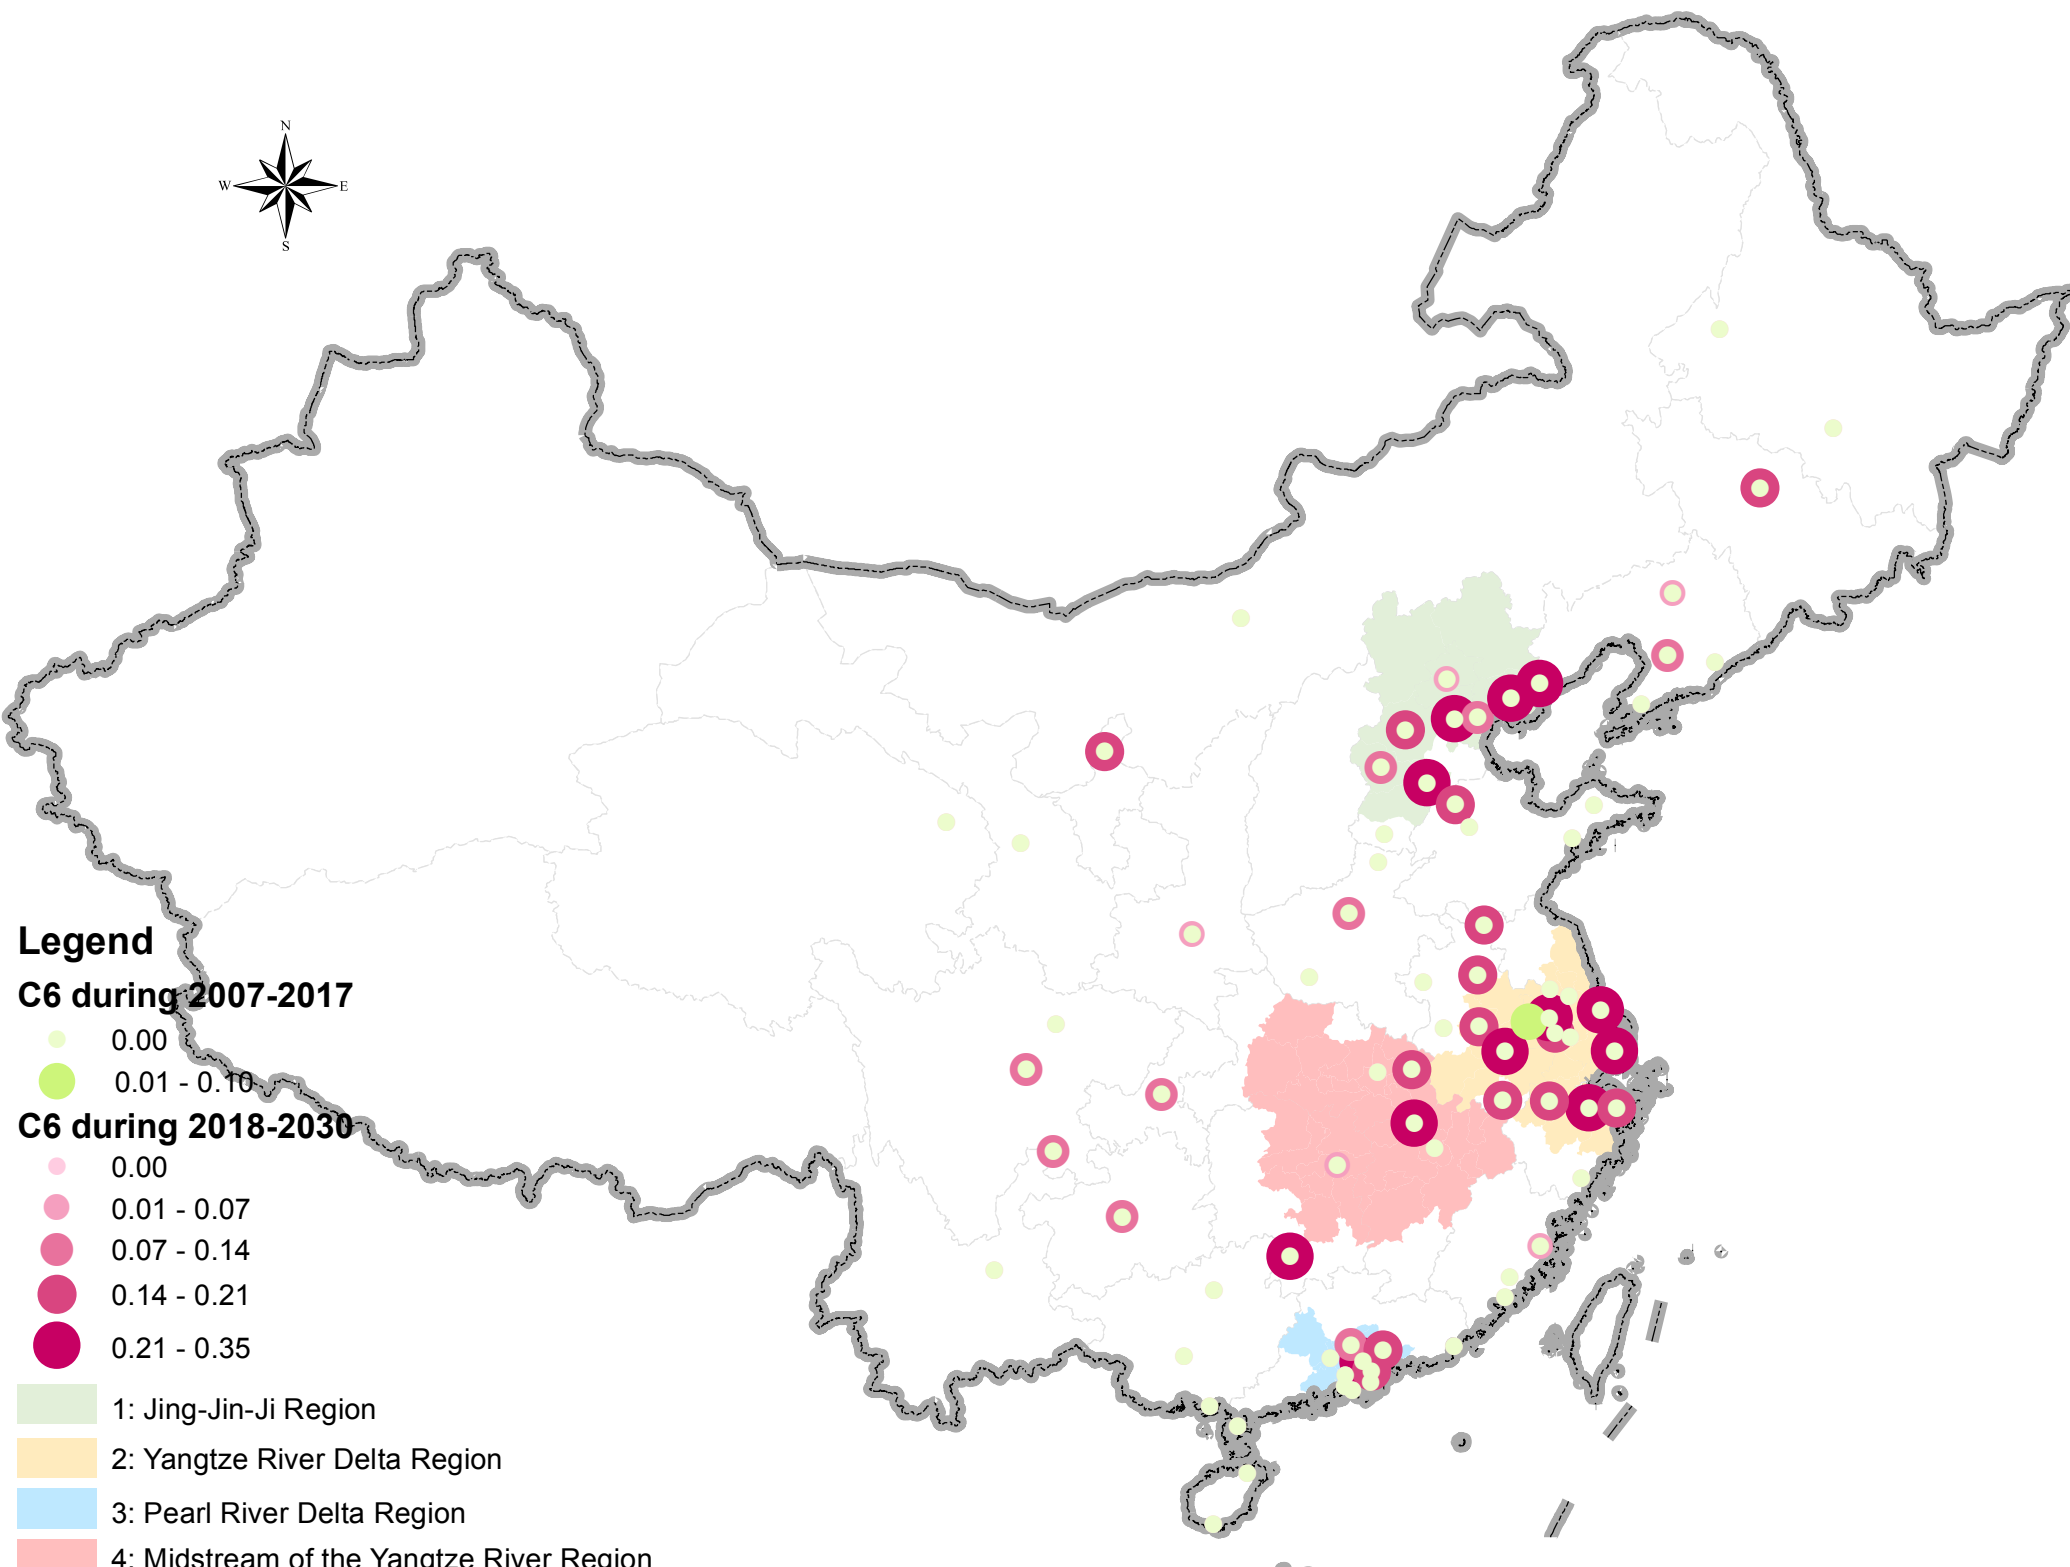 N
W E
S
Legend
C6 during 2007-2017
0.00
0.01 - 0.10
C6 during 2018-2030
0.00
0.01 - 0.07
0.07 - 0.14
0.14 - 0.21
0.21 - 0.35
1: Jing-Jin-Ji Region
2: Yangtze River Delta Region
3: Pearl River Delta Region
4: Midstream of the Yangtze River Region